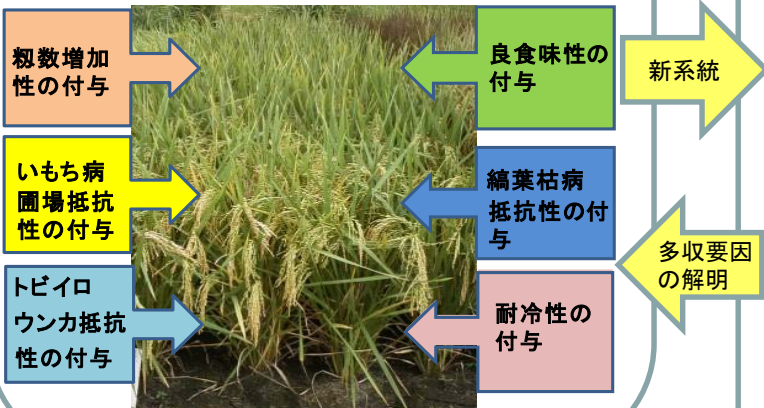 籾数増加
性の付与
いもち病
圃場抵抗
性の付与
トビイロ
ウンカ抵抗
性の付与
良食味性の
付与
縞葉枯病
抵抗性の付
与
耐冷性の
付与
新系統
多収要因
の解明